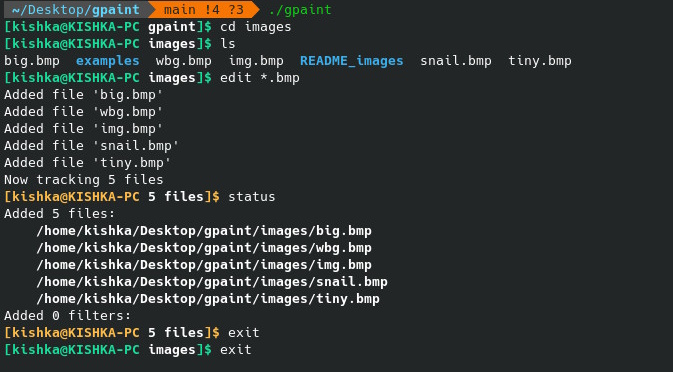 ~/Desktop/gpaint main !4 ?3 ./gpaint
[kishka@KISHKA-PC gpaint]$ cd images
[kishka@KISHKA-PC images]$ ls
big.bmp  examples  wbg.bmp  img.bmp  README_images  snail.bmp  tiny.bmp
[kishka@KISHKA-PC images]$ edit *.bmp
Added file 'big.bmp'
Added file 'wbg.bmp'
Added file 'img.bmp'
Added file 'snail.bmp'
Added file 'tiny.bmp'
Now tracking 5 files
[kishka@KISHKA-PC 5 files]$ status
Added 5 files:
    /home/kishka/Desktop/gpaint/images/big.bmp
    /home/kishka/Desktop/gpaint/images/wbg.bmp
    /home/kishka/Desktop/gpaint/images/img.bmp
    /home/kishka/Desktop/gpaint/images/snail.bmp
    /home/kishka/Desktop/gpaint/images/tiny.bmp
Added 0 filters:
[kishka@KISHKA-PC 5 files]$ exit
[kishka@KISHKA-PC images]$ exit